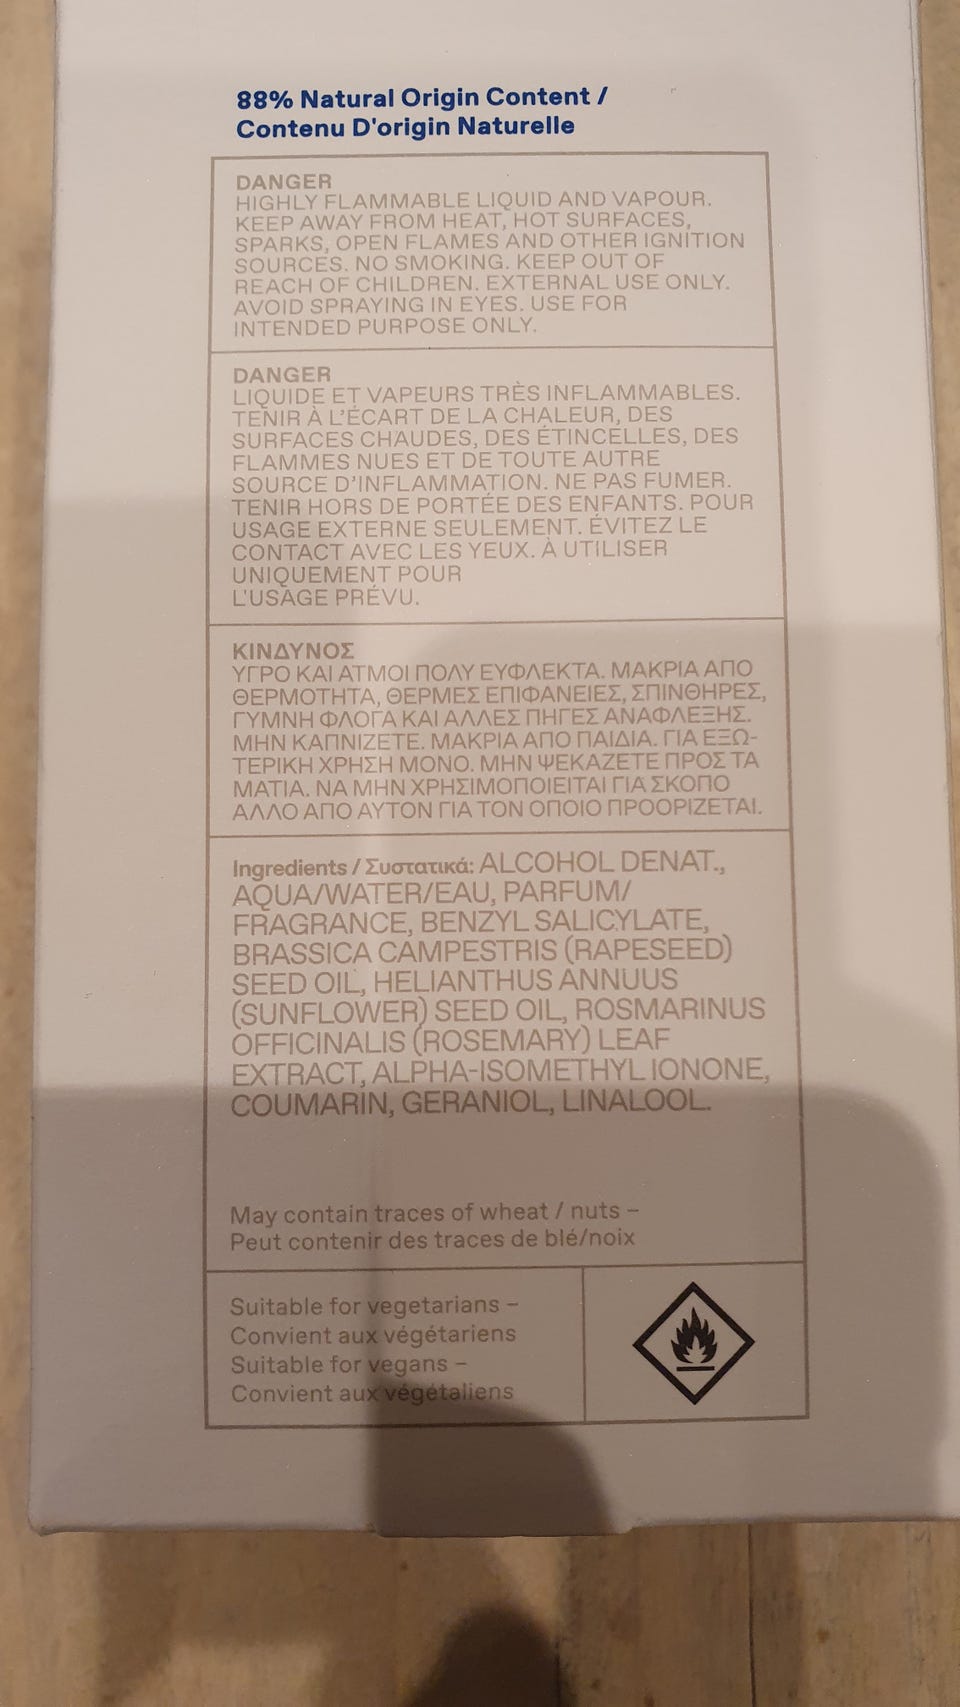 88% Natural Origin Content /
Contenu D'origin Naturelle
DANGER
HIGHLY FLAMMABLE LIQUID AND VAPOUR.
KEEP AWAY FROM HEAT, HOT SURFACES,
SPARKS, OPEN FLAMES AND OTHER IGNITION
SOURCES. NO SMOKING. KEEP OUT OF
REACH OF CHILDREN. EXTERNAL USE ONLY.
AVOID SPRAYING IN EYES. USE FOR
INTENDED PURPOSE ONLY.
DANGER
LIQUIDE ET VAPEURS TRÈS INFLAMMABLES.
TENIR À L'ÉCART DE LA CHALEUR, DES
SURFACES CHAUDES, DES ÉTINCELLES, DES
FLAMMES NUES ET DE TOUTE AUTRE
SOURCE D'INFLAMMATION. NE PAS FUMER.
TENIR HORS DE PORTÉE DES ENFANTS. POUR
USAGE EXTERNE SEULEMENT. ÉVITEZ LE
CONTACT AVEC LES YEUX. À UTILISER
UNIQUEMENT POUR
L'USAGE PRÉVU.
ΚΙΝΔΥΝΟΣ
ΥΓΡΟ ΚΑΙ ΑΤΜΟΙ ΠΟΛΥ ΕΥΦΛΕΚΤΑ. ΜΑΚΡΙΑ ΑΠΟ
ΘΕΡΜΟΤΗΤΑ, ΘΕΡΜΕΣ ΕΠΙΦΑΝΕΙΕΣ, ΣΠΙΝΘΗΡΕΣ,
ΓΥΜΝΗ ΦΛΟΓΑ ΚΑΙ ΑΛΛΕΣ ΠΗΓΕΣ ΑΝΑΦΛΕΞΗΣ.
ΜΗΝ ΚΑΠΝΙΖΕΤΕ. ΜΑΚΡΙΑ ΑΠΟ ΠΑΙΔΙΑ. ΓΙΑ ΕΞΩ-
ΤΕΡΙΚΗ ΧΡΗΣΗ ΜΟΝΟ. ΜΗΝ ΨΕΚΑΖΕΤΕ ΠΡΟΣ ΤΑ
ΜΑΤΙΑ. ΝΑ ΜΗΝ ΧΡΗΣΙΜΟΠΟΙΕΙΤΑΙ ΓΙΑ ΣΚΟΠΟ
ΑΛΛΟ ΑΠΟ ΑΥΤΟΝ ΓΙΑ ΤΟΝ ΟΠΟΙΟ ΠΡΟΟΡΙΖΕΤΑΙ.
Ingredients / Συστατικά: ALCOHOL DENAT.,
AQUA/WATER/EAU, PARFUM/
FRAGRANCE, BENZYL SALICYLATE,
BRASSICA CAMPESTRIS (RAPESEED)
SEED OIL, HELIANTHUS ANNUUS
(SUNFLOWER) SEED OIL, ROSMARINUS
OFFICINALIS (ROSEMARY) LEAF
EXTRACT, ALPHA-ISOMETHYL IONONE,
COUMARIN, GERANIOL, LINALOOL.
May contain traces of wheat / nuts –
Peut contenir des traces de blé/noix
Suitable for vegetarians –
Convient aux végétariens
Suitable for vegans –
Convient aux végétaliens